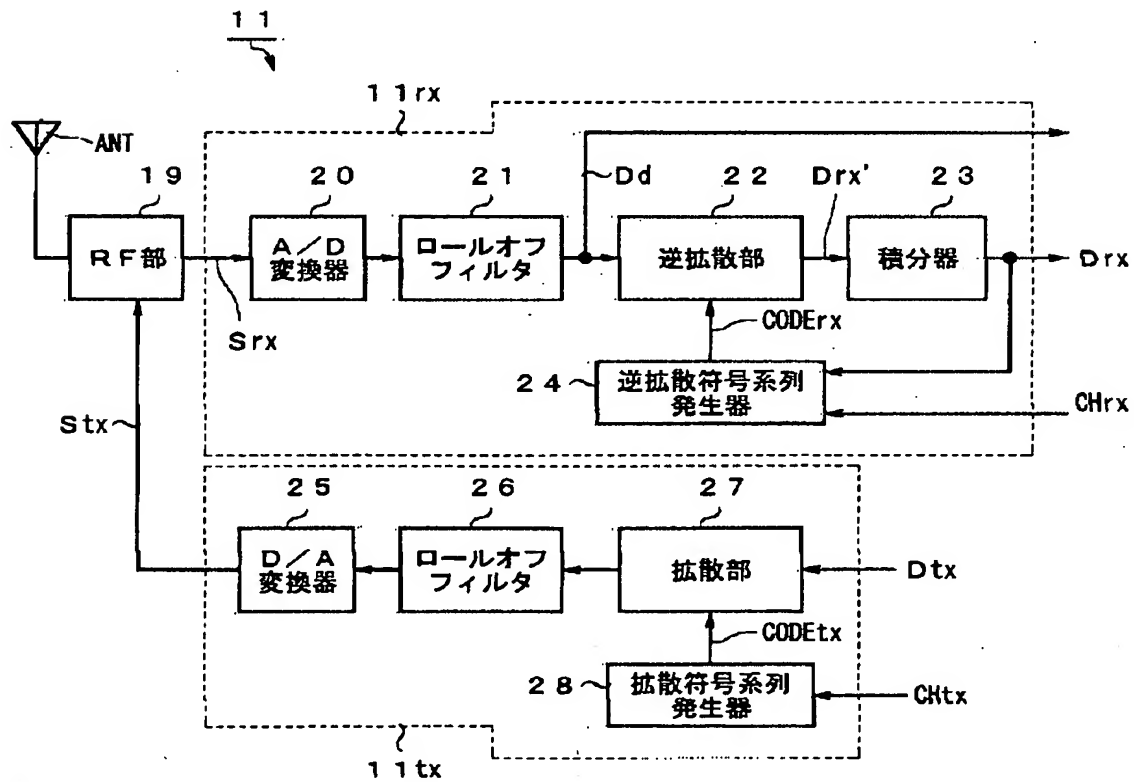 11
11rx
ANT
19
20
21
Dd
22
Drx'
23
RF部
A/D
変換器
ロールオフ
フィルタ
逆拡散部
積分器
Drx
Srx
CODErx
24
逆拡散符号系列
発生器
CHrx
Stx
25
26
27
D/A
変換器
ロールオフ
フィルタ
拡散部
Dtx
CODEtx
28
拡散符号系列
発生器
CHtx
11tx